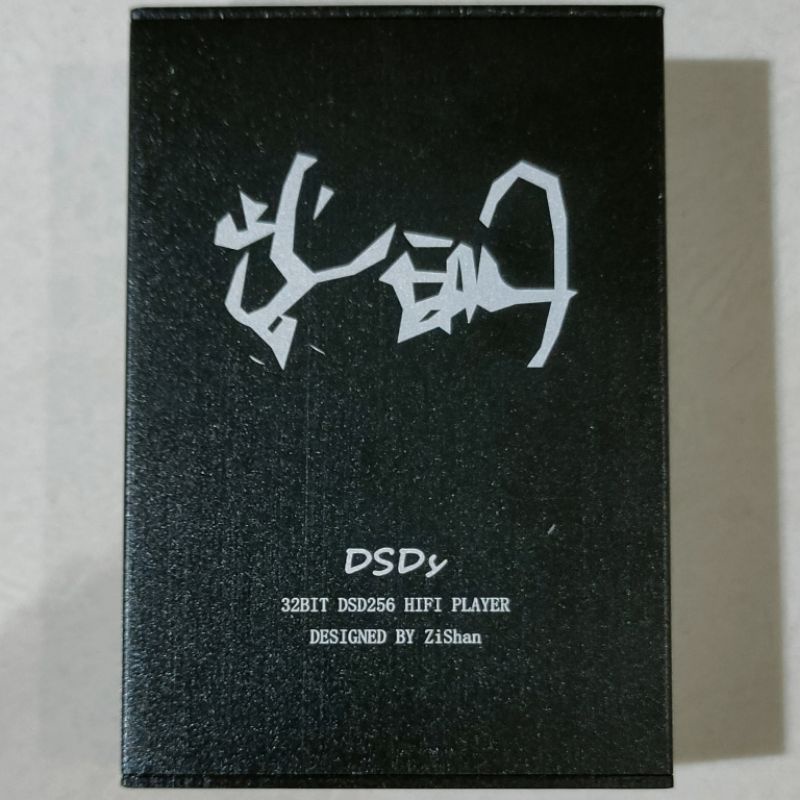 DSDy
32BIT DSD256 HIFI PLAYER
DESIGNED BY ZiShan